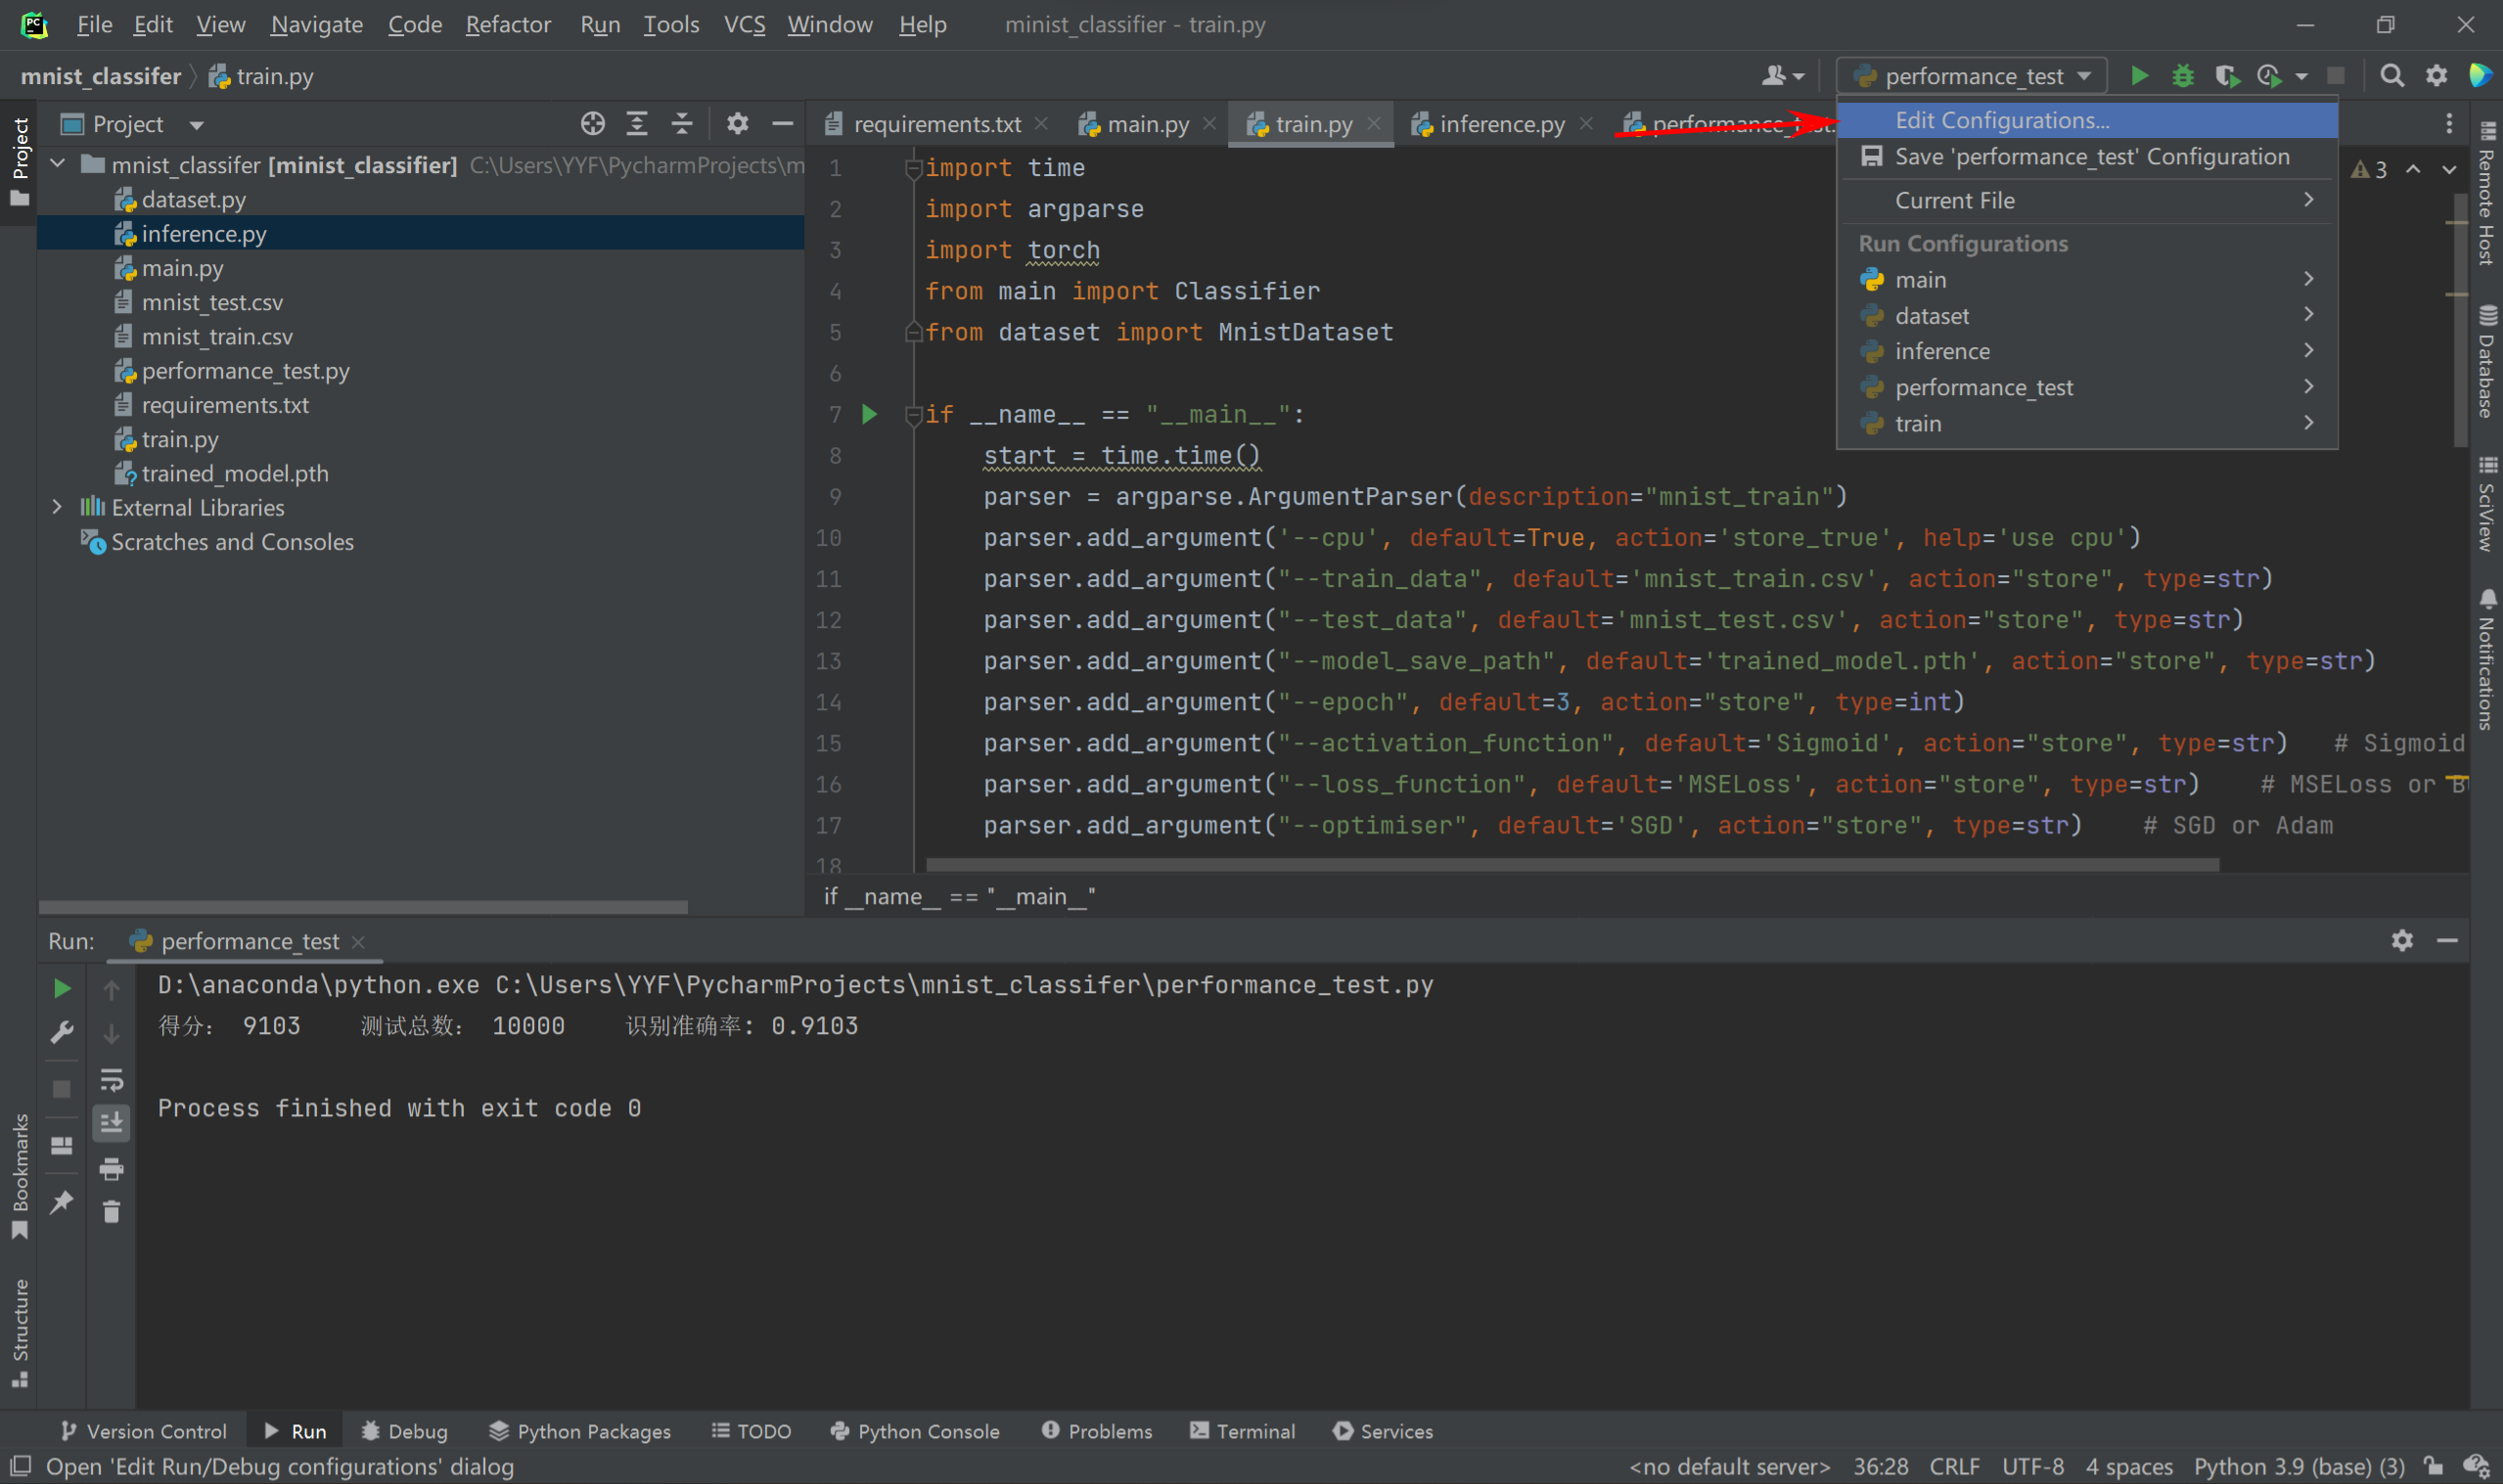 File Edit View Navigate Code Refactor Run Tools VCS Window Help minist_classifier - train.py
mnist_classifer train.py
performance_test
Project
requirements.txt main.py train.py inference.py performance_test.
Edit Configurations...
Save 'performance_test' Configuration
Current File
Run Configurations
main
dataset
inference
performance_test
train
3
Project
mnist_classifer [minist_classifier] C:\Users\YYF\PycharmProjects\m
dataset.py
inference.py
main.py
mnist_test.csv
mnist_train.csv
performance_test.py
requirements.txt
train.py
trained_model.pth
External Libraries
Scratches and Consoles
1 import time
2 import argparse
3 import torch
4 from main import Classifier
5 from dataset import MnistDataset
6
7 if __name__ == "__main__":
8 start = time.time()
9 parser = argparse.ArgumentParser(description="mnist_train")
10 parser.add_argument('--cpu', default=True, action='store_true', help='use cpu')
11 parser.add_argument("--train_data", default='mnist_train.csv', action="store", type=str)
12 parser.add_argument("--test_data", default='mnist_test.csv', action="store", type=str)
13 parser.add_argument("--model_save_path", default='trained_model.pth', action="store", type=str)
14 parser.add_argument("--epoch", default=3, action="store", type=int)
15 parser.add_argument("--activation_function", default='Sigmoid', action="store", type=str) # Sigmoid
16 parser.add_argument("--loss_function", default='MSELoss', action="store", type=str) # MSELoss or
17 parser.add_argument("--optimiser", default='SGD', action="store", type=str) # SGD or Adam
18
if __name__ == "__main__"
Remote Host
Database
SciView
Notifications
Run: performance_test
D:\anaconda\python.exe C:\Users\YYF\PycharmProjects\mnist_classifer\performance_test.py
得分： 9103 测试总数： 10000 识别准确率: 0.9103
Process finished with exit code 0
Bookmarks
Structure
Version Control Run Debug Python Packages TODO Python Console Problems Terminal Services
Open 'Edit Run/Debug configurations' dialog
<no default server> 36:28 CRLF UTF-8 4 spaces Python 3.9 (base) (3)